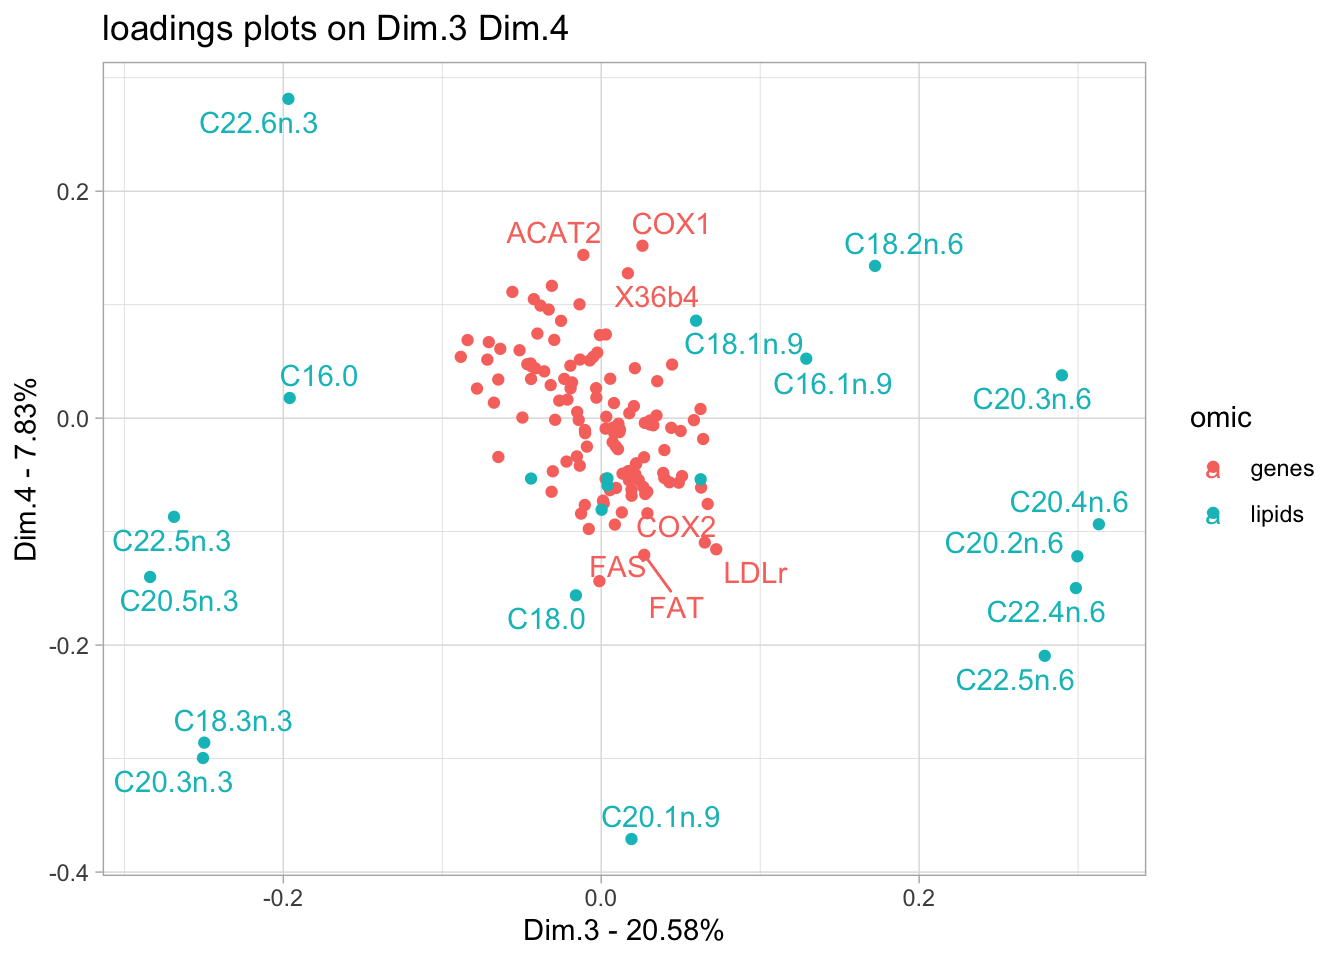 loadings plots on Dim.3 Dim.4
C22.6n.3
0.2
ACAT2
COX1
C18.2n.6
X36b4
C18.1n.9
C16.0
C16.1n.9
C20.3n.6
0.0
omic
a genes
a lipids
Dim.4 - 7.83%
C20.4n.6
C22.5n.3
COX2
C20.2n.6
FAS
LDLr
C20.5n.3
FAT
C18.0
C22.4n.6
-0.2
C22.5n.6
C18.3n.3
C20.3n.3
C20.1n.9
-0.4
-0.2
0.0
0.2
Dim.3 - 20.58%